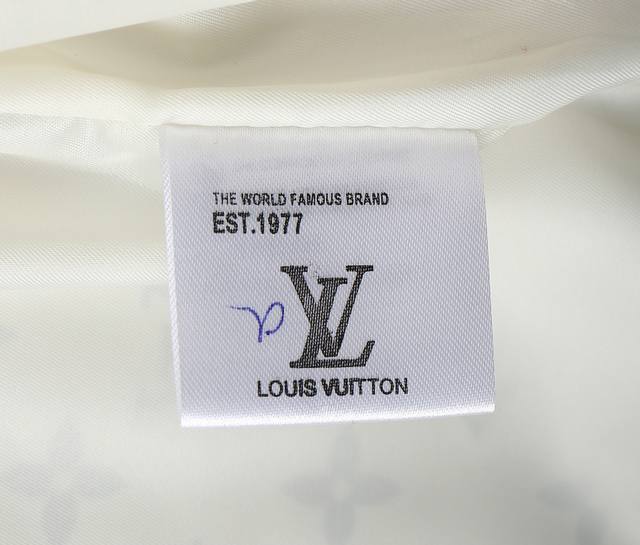 THE WORLD FAMOUS BRAND
EST.1977
LV
LOUIS VUITTON